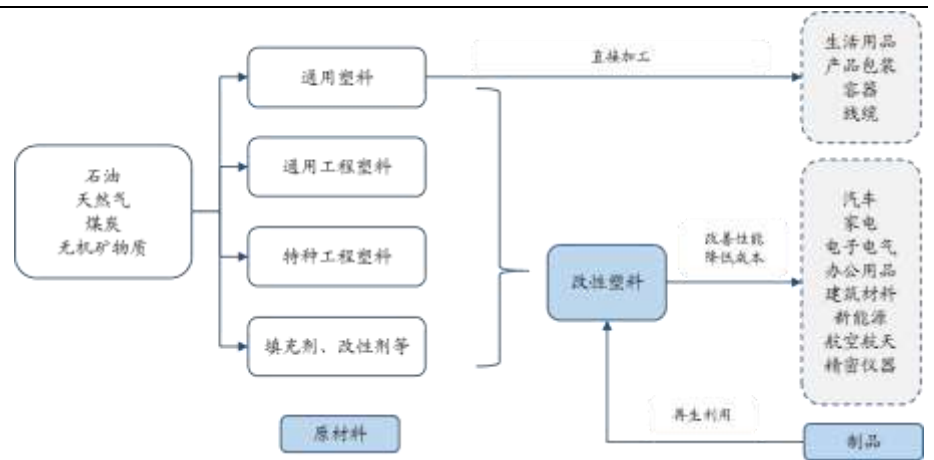 石油
天然气
煤炭
无机矿物质
通用塑料
通用工程塑料
特种工程塑料
填充剂、改性剂等
原材料
直接加工
生活用品
产品包装
容器
线缆
改性塑料
改善性能
降低成本
汽车
家电
电子电气
办公用品
建筑材料
新能源
航空航天
精密仪器
再生利用
制品